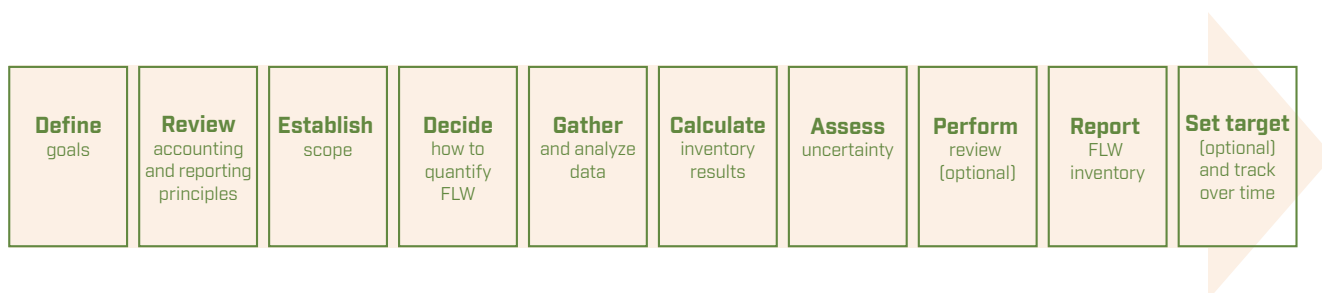 Define
goals
Review
accounting
and reporting
principles
Establish
scope
Decide
how to
quantify
FLW
Gather
and analyze
data
Calculate
inventory
results
Assess
uncertainty
Perform
review
(optional)
Report
FLW
inventory
Set target
(optional)
and track
over time